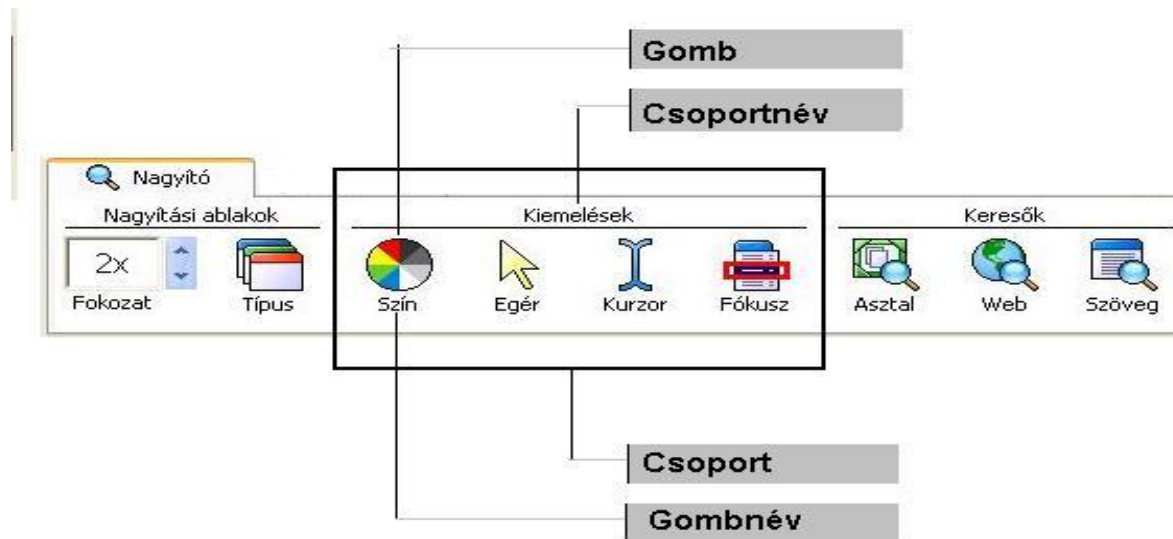 Gomb
Csoportnév
Nagyító
Nagyítási ablakok
Kiemelések
Keresők
2x
Fokozat
Típus
Szín
Egér
Kurzor
Fókusz
Asztal
Web
Szöveg
Csoport
Gombnév